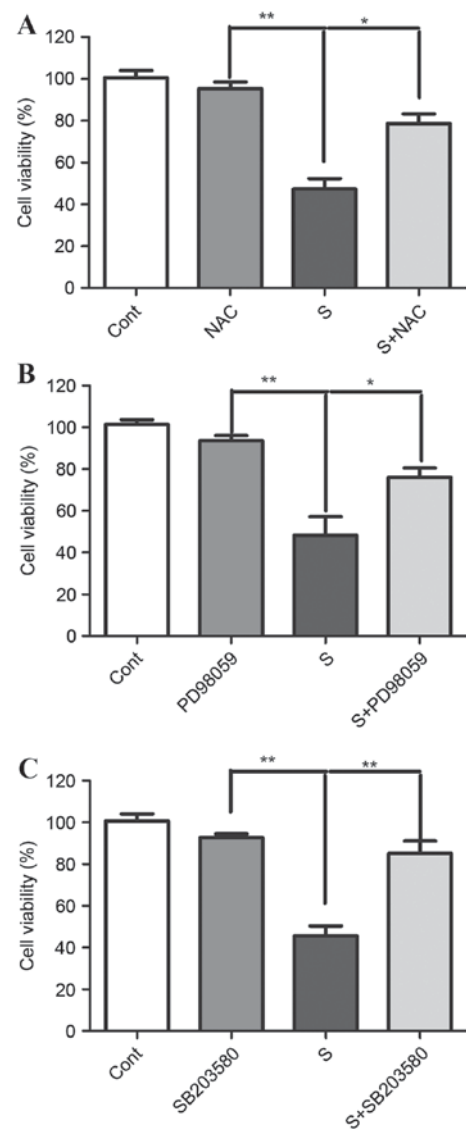 A
** *
120
100
80
60
40
20
0
Cell viability (%)
Cont NAC S S+NAC
B
** *
120
100
80
60
40
20
0
Cell viability (%)
Cont PD98059 S S+PD98059
C
** **
120
100
80
60
40
20
0
Cell viability (%)
Cont SB203580 S S+SB203580